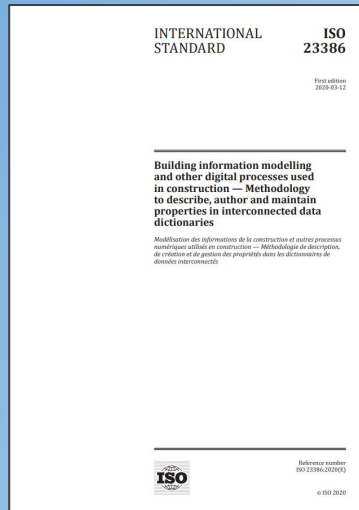 INTERNATIONAL
STANDARD
ISO
23386
First edition
2020-03-12
Building information modelling
and other digital processes used
in construction — Methodology
to describe, author and maintain
properties in interconnected data
dictionaries
Modélisation des informations de la construction et autres processus
numériques utilisés en construction — Méthodologie de description,
de création et de gestion des propriétés dans les dictionnaires de
données interconnectés
ISO
Reference number
ISO 23386:2020(E)
© ISO 2020